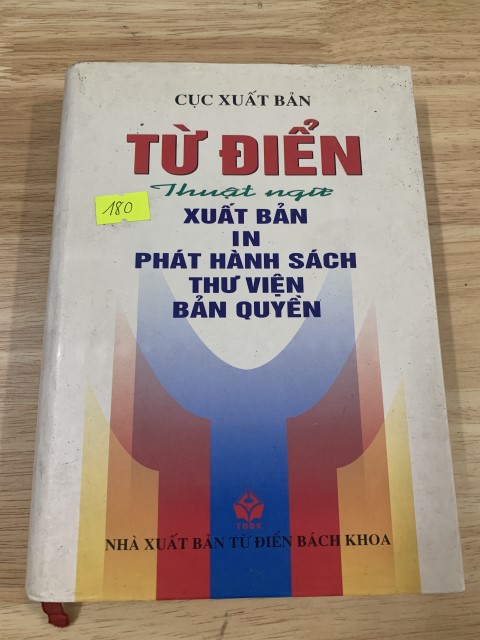 CỤC XUẤT BẢN
TỪ ĐIỂN
Thuật ngữ
180
XUẤT BẢN
IN
PHÁT HÀNH SÁCH
THƯ VIỆN
BẢN QUYỀN
TĐBK
NHÀ XUẤT BẢN TỪ ĐIỂN BÁCH KHOA